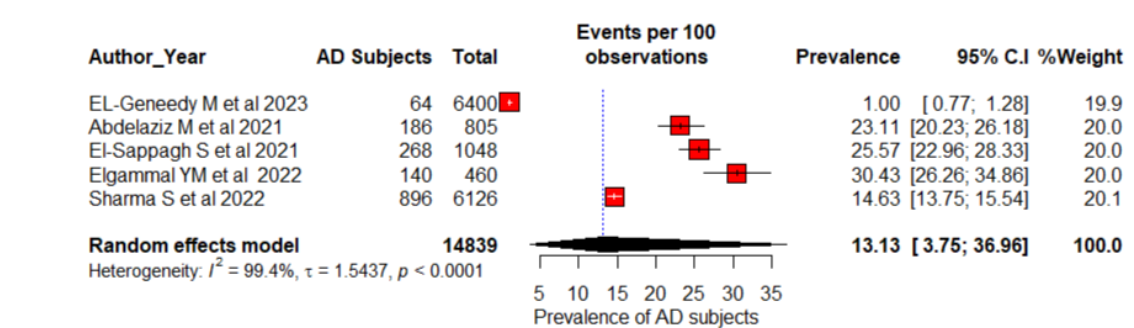 Events per 100
Author_Year AD Subjects Total observations Prevalence 95% C.I %Weight
EL-Geneedy M et al 2023 64 6400 1.00 [ 0.77; 1.28] 19.9
Abdelaziz M et al 2021 186 805 23.11 [20.23; 26.18] 20.0
El-Sappagh S et al 2021 268 1048 25.57 [22.96; 28.33] 20.0
Elgammal YM et al 2022 140 460 30.43 [26.26; 34.86] 20.0
Sharma S et al 2022 896 6126 14.63 [13.75; 15.54] 20.1
Random effects model 14839 13.13 [ 3.75; 36.96] 100.0
Heterogeneity: I² = 99.4%, τ = 1.5437, p < 0.0001
5 10 15 20 25 30 35
Prevalence of AD subjects